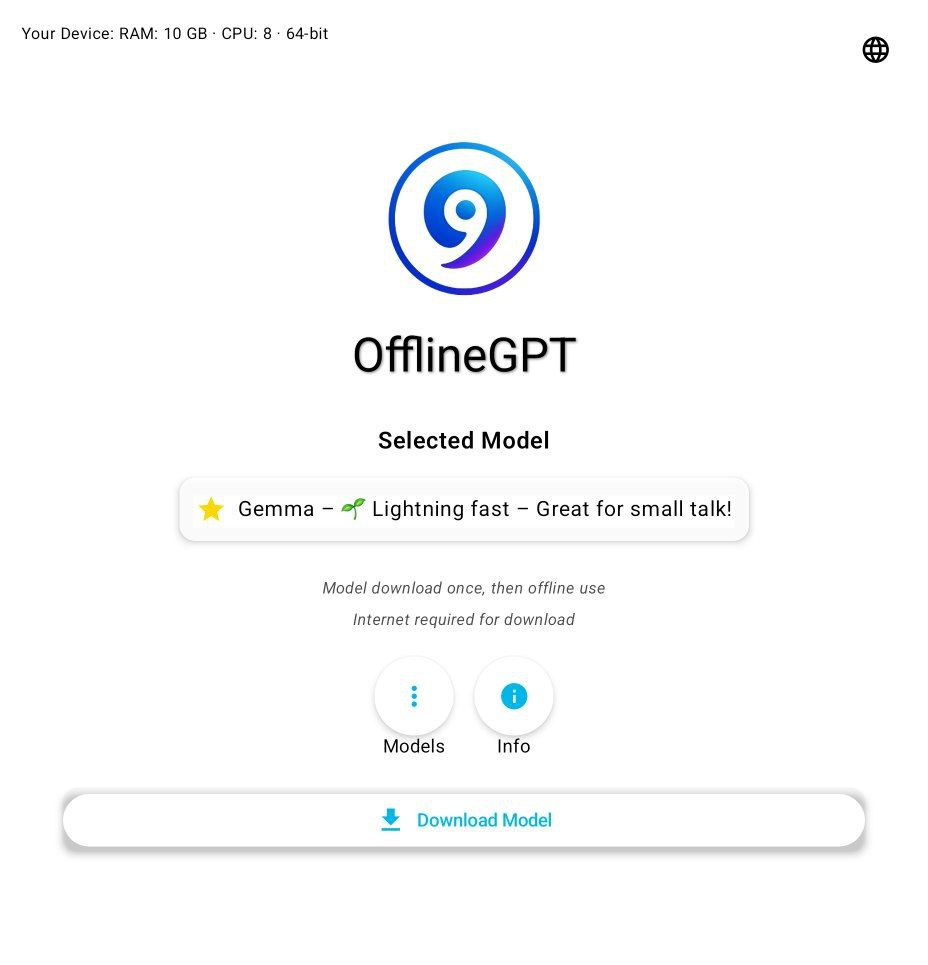 Your Device: RAM: 10 GB · CPU: 8 · 64-bit
9
OfflineGPT
Selected Model
Gemma – 🌱 Lightning fast – Great for small talk!
Model download once, then offline use
Internet required for download
Models
Info
Download Model